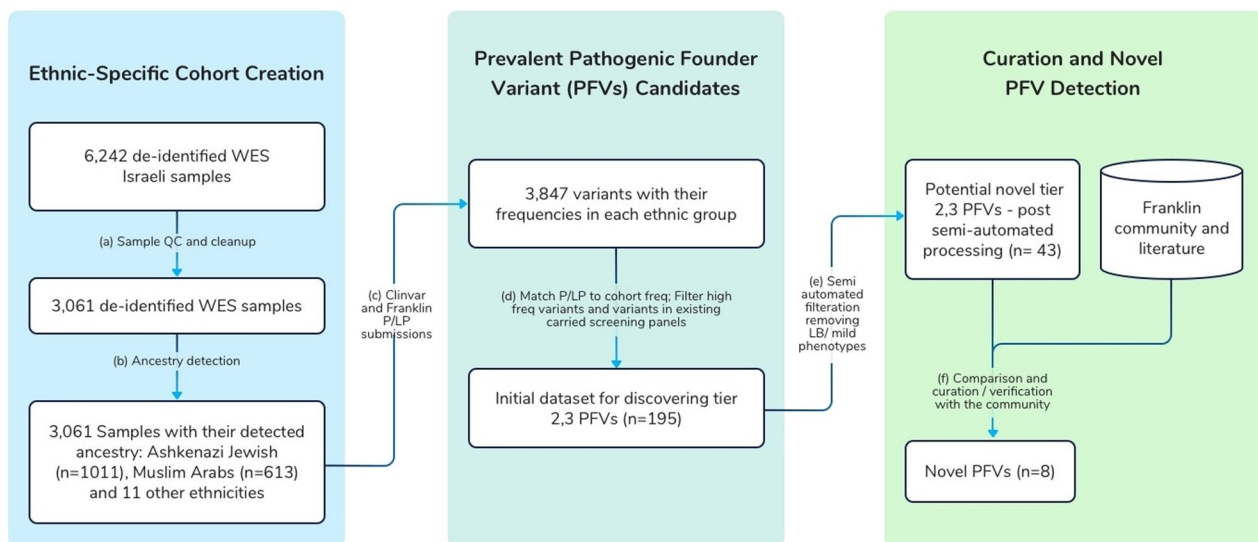 Ethnic-Specific Cohort Creation
6,242 de-identified WES
Israeli samples
(a) Sample QC and cleanup
3,061 de-identified WES samples
(b) Ancestry detection
3,061 Samples with their detected
ancestry: Ashkenazi Jewish
(n=1011), Muslim Arabs (n=613)
and 11 other ethnicities
(c) Clinvar
and Franklin
P/LP
submissions
Prevalent Pathogenic Founder
Variant (PFVs) Candidates
3,847 variants with their
frequencies in each ethnic group
(d) Match P/LP to cohort freq; Filter high
freq variants and variants in existing
carried screening panels
Initial dataset for discovering tier
2,3 PFVs (n=195)
(e) Semi
automated
filteration
removing
LB/ mild
phenotypes
Curation and Novel
PFV Detection
Potential novel tier
2,3 PFVs - post
semi-automated
processing (n= 43)
Franklin
community and
literature
(f) Comparison and
curation / verification
with the community
Novel PFVs (n=8)